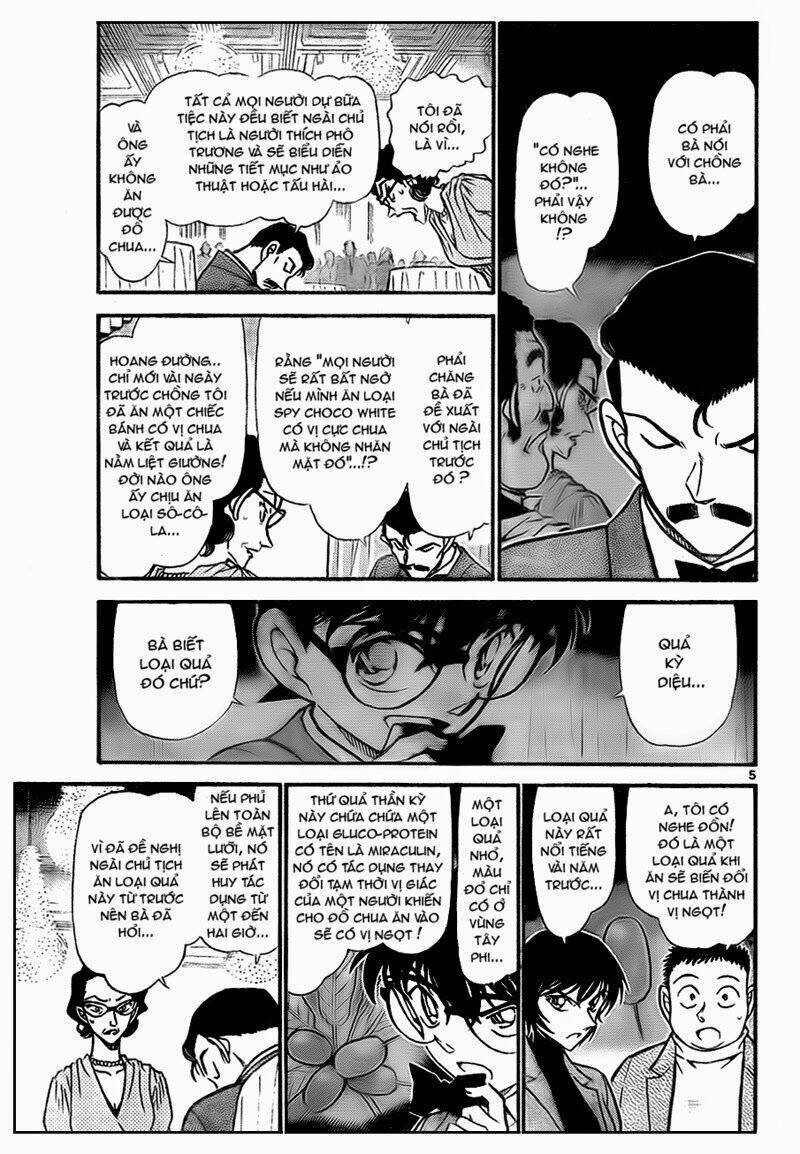 CÓ PHẢI
BÀ NÓI
VỚI CHỒNG
BÀ...
"CÓ NGHE
KHÔNG
ĐÓ?"...
PHẢI VẬY
KHÔNG
!?
TÔI ĐÃ
NÓI RỒI,
LÀ VÌ...
TẤT CẢ MỌI NGƯỜI DỰ BỮA
TIỆC NÀY ĐỀU BIẾT NGÀI CHỦ
TỊCH LÀ NGƯỜI THÍCH PHÔ
TRƯƠNG VÀ SẼ BIỂU DIỄN
NHỮNG TIẾT MỤC NHƯ ẢO
THUẬT HOẶC TẤU HÀI...
VÀ
ÔNG
ẤY
KHÔNG
ĂN
ĐƯỢC
ĐỒ
CHUA...
PHẢI
CHĂNG
BÀ ĐÃ
ĐỀ XUẤT
VỚI NGÀI
CHỦ TỊCH
TRƯỚC
ĐÓ ?
RẰNG "MỌI NGƯỜI
SẼ RẤT BẤT NGỜ
NẾU MÌNH ĂN LOẠI
SPY CHOCO WHITE
CÓ VỊ CỰC CHUA
MÀ KHÔNG NHĂN
MẶT ĐÓ"...!?
HOANG ĐƯỜNG..
CHỈ MỚI VÀI NGÀY
TRƯỚC CHỒNG TÔI
ĐÃ ĂN MỘT CHIẾC
BÁNH CÓ VỊ CHUA
VÀ KẾT QUẢ LÀ
NẰM LIỆT GIƯỜNG!
ĐỜI NÀO ÔNG
ẤY CHỊU ĂN
LOẠI SÔ-CÔ-
LA...
QUẢ
KỲ
DIỆU...
BÀ BIẾT
LOẠI QUẢ
ĐÓ CHỨ?
5
A, TÔI CÓ
NGHE ĐỒN!
ĐÓ LÀ MỘT
LOẠI QUẢ KHI
ĂN SẼ BIẾN ĐỔI
VỊ CHUA THÀNH
VỊ NGỌT!
LOẠI QUẢ
NÀY RẤT
NỔI TIẾNG
VÀI NĂM
TRƯỚC...
MỘT
LOẠI
QUẢ
NHỎ,
MÀU
ĐỎ CHỈ
CÓ Ở
VÙNG
TÂY
PHI...
THỨ QUẢ THẦN KỲ
NÀY CHỨA CHỨA MỘT
LOẠI GLUCO-PROTEIN
CÓ TÊN LÀ MIRACULIN,
NÓ CÓ TÁC DỤNG THAY
ĐỔI TẠM THỜI VỊ GIÁC
CỦA MỘT NGƯỜI KHIẾN
CHO ĐỒ CHUA ĂN VÀO
SẼ CÓ VỊ NGỌT !
NẾU PHỦ
LÊN TOÀN
BỘ BỀ MẶT
LƯỠI, NÓ
SẼ PHÁT
HUY TÁC
DỤNG TỪ
MỘT ĐẾN
HAI GIỜ...
VÌ ĐÃ ĐỀ NGHỊ
NGÀI CHỦ TỊCH
ĂN LOẠI QUẢ
NÀY TỪ TRƯỚC
NÊN BÀ ĐÃ
HỎI...